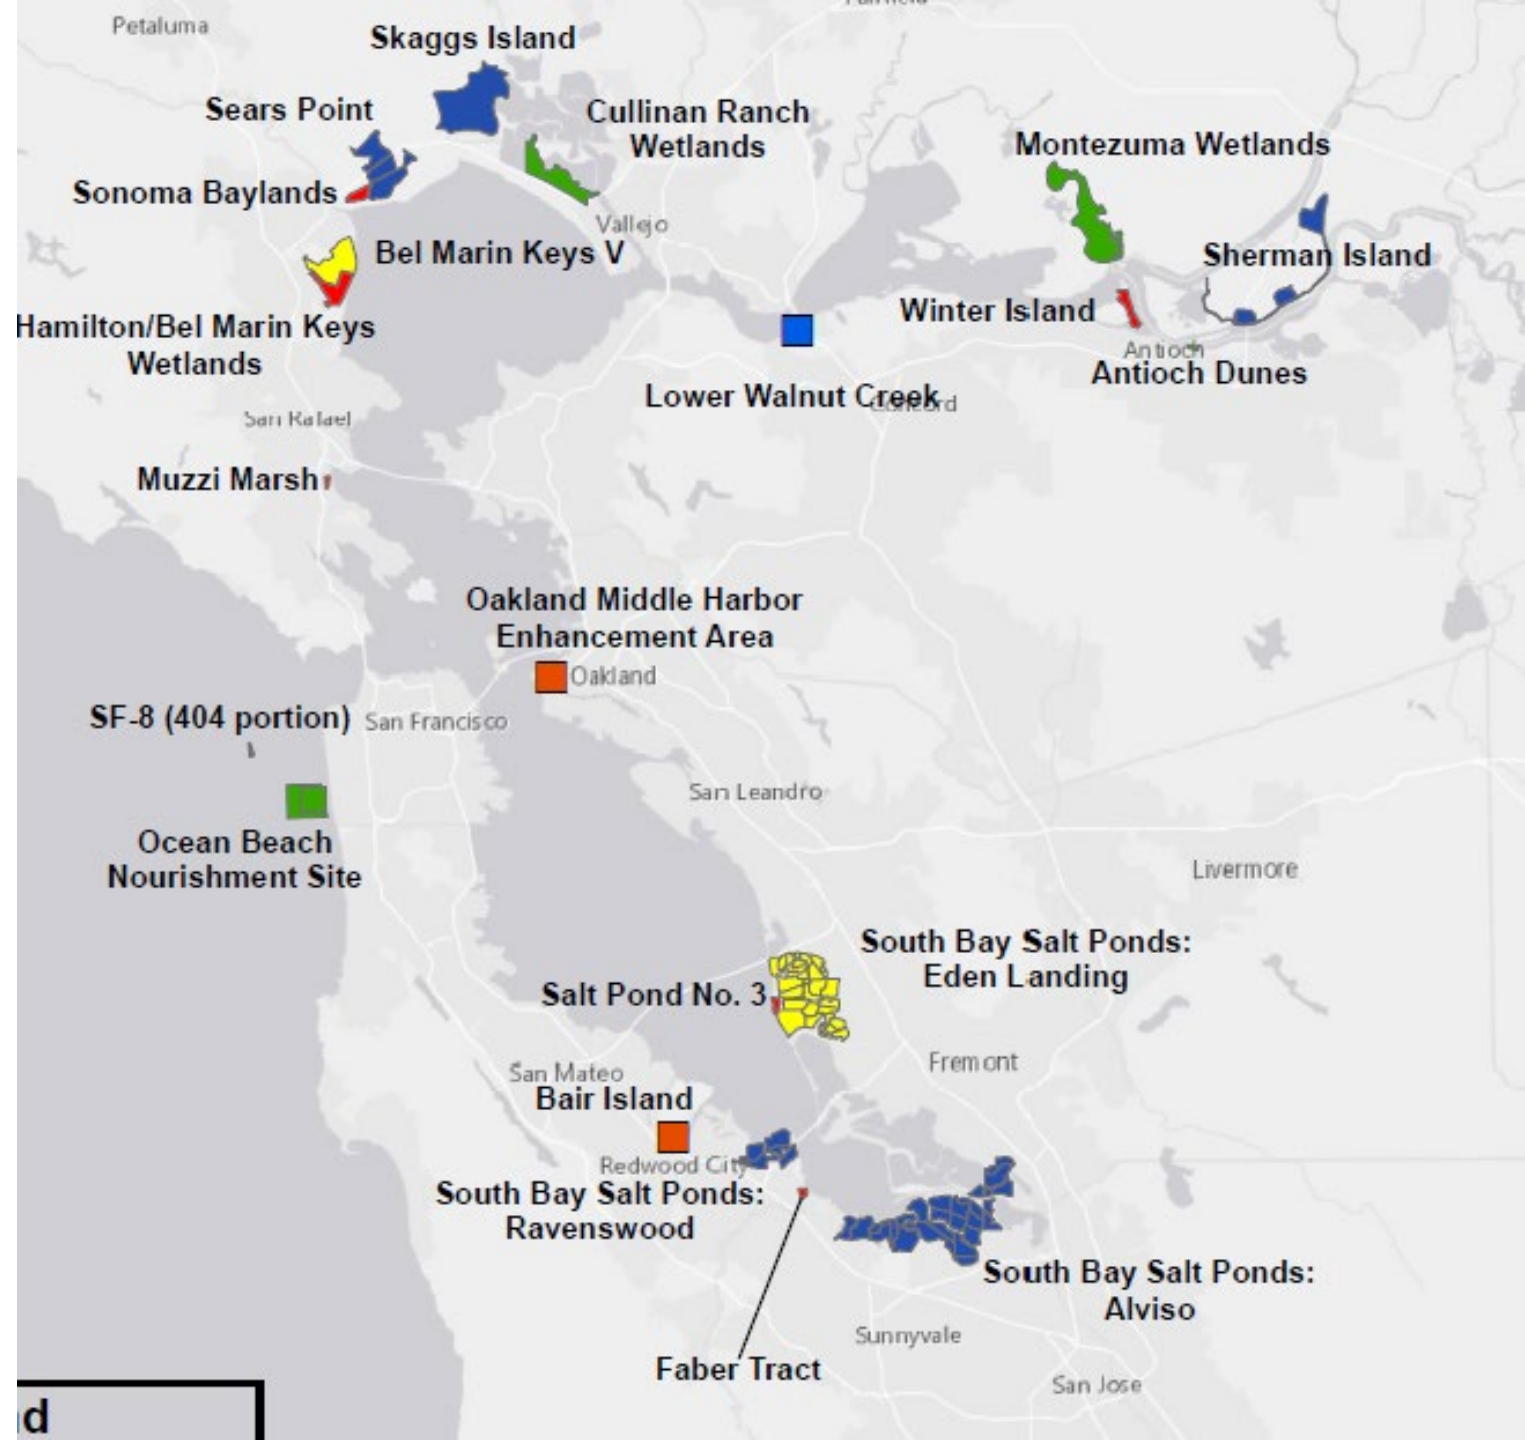 Petaluma
Skaggs Island
Sears Point
Cullinan Ranch
Wetlands
Montezuma Wetlands
Sonoma Baylands
Vallejo
Bel Marin Keys V
Sherman Island
Winter Island
Hamilton/Bel Marin Keys
Wetlands
Antioch
Antioch Dunes
Lower Walnut Creek
Concord
San Rafael
Muzzi Marsh
Oakland Middle Harbor
Enhancement Area
Oakland
SF-8 (404 portion)
San Francisco
San Leandro
Ocean Beach
Nourishment Site
Livermore
South Bay Salt Ponds:
Eden Landing
Salt Pond No. 3
Fremont
San Mateo
Bair Island
Redwood City
South Bay Salt Ponds:
Ravenswood
South Bay Salt Ponds:
Alviso
Sunnyvale
Faber Tract
San Jose